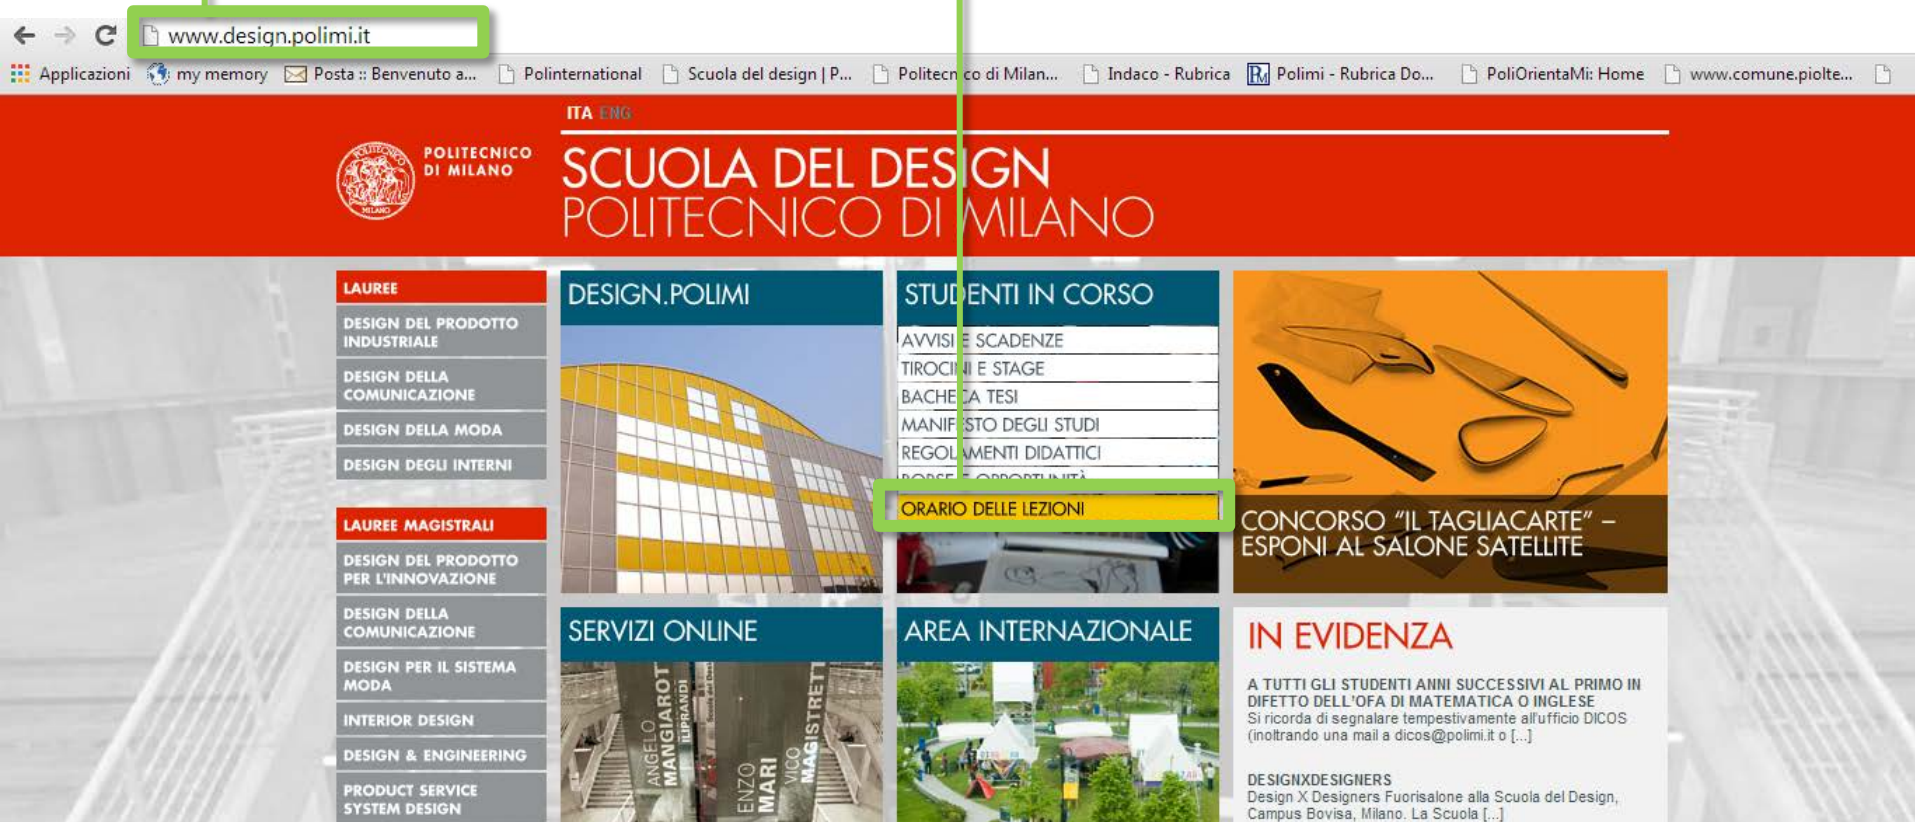 www.design.polimi.it
Applicazioni my memory Posta :: Benvenuto a... Polinternational Scuola del design | P... Politecnico di Milan... Indaco - Rubrica Polimi - Rubrica Do... PoliOrientaMi: Home www.comune.piolte...
ITA ENG
POLITECNICO
DI MILANO
SCUOLA DEL DESIGN
POLITECNICO DI MILANO
LAUREE
DESIGN DEL PRODOTTO
INDUSTRIALE
DESIGN DELLA
COMUNICAZIONE
DESIGN DELLA MODA
DESIGN DEGLI INTERNI
LAUREE MAGISTRALI
DESIGN DEL PRODOTTO
PER L'INNOVAZIONE
DESIGN DELLA
COMUNICAZIONE
DESIGN PER IL SISTEMA
MODA
INTERIOR DESIGN
DESIGN & ENGINEERING
PRODUCT SERVICE
SYSTEM DESIGN
DESIGN.POLIMI
STUDENTI IN CORSO
AVVISI E SCADENZE
TIROCINI E STAGE
BACHECA TESI
MANIFESTO DEGLI STUDI
REGOLAMENTI DIDATTICI
BORSE E OPPORTUNITÀ
ORARIO DELLE LEZIONI
CONCORSO “IL TAGLIACARTE” –
ESPONI AL SALONE SATELLITE
SERVIZI ONLINE
ANGELO
MANGIAROT
ILIPRANDI
ENZO
MARI
VICO
MAGISTRETT
AREA INTERNAZIONALE
IN EVIDENZA
A TUTTI GLI STUDENTI ANNI SUCCESSIVI AL PRIMO IN
DIFETTO DELL'OFA DI MATEMATICA O INGLESE
Si ricorda di segnalare tempestivamente all'ufficio DICOS
(inoltrando una mail a dicos@polimi.it o [...]
DESIGNXDESIGNERS
Design X Designers Fuorisalone alla Scuola del Design,
Campus Bovisa, Milano. La Scuola [...]